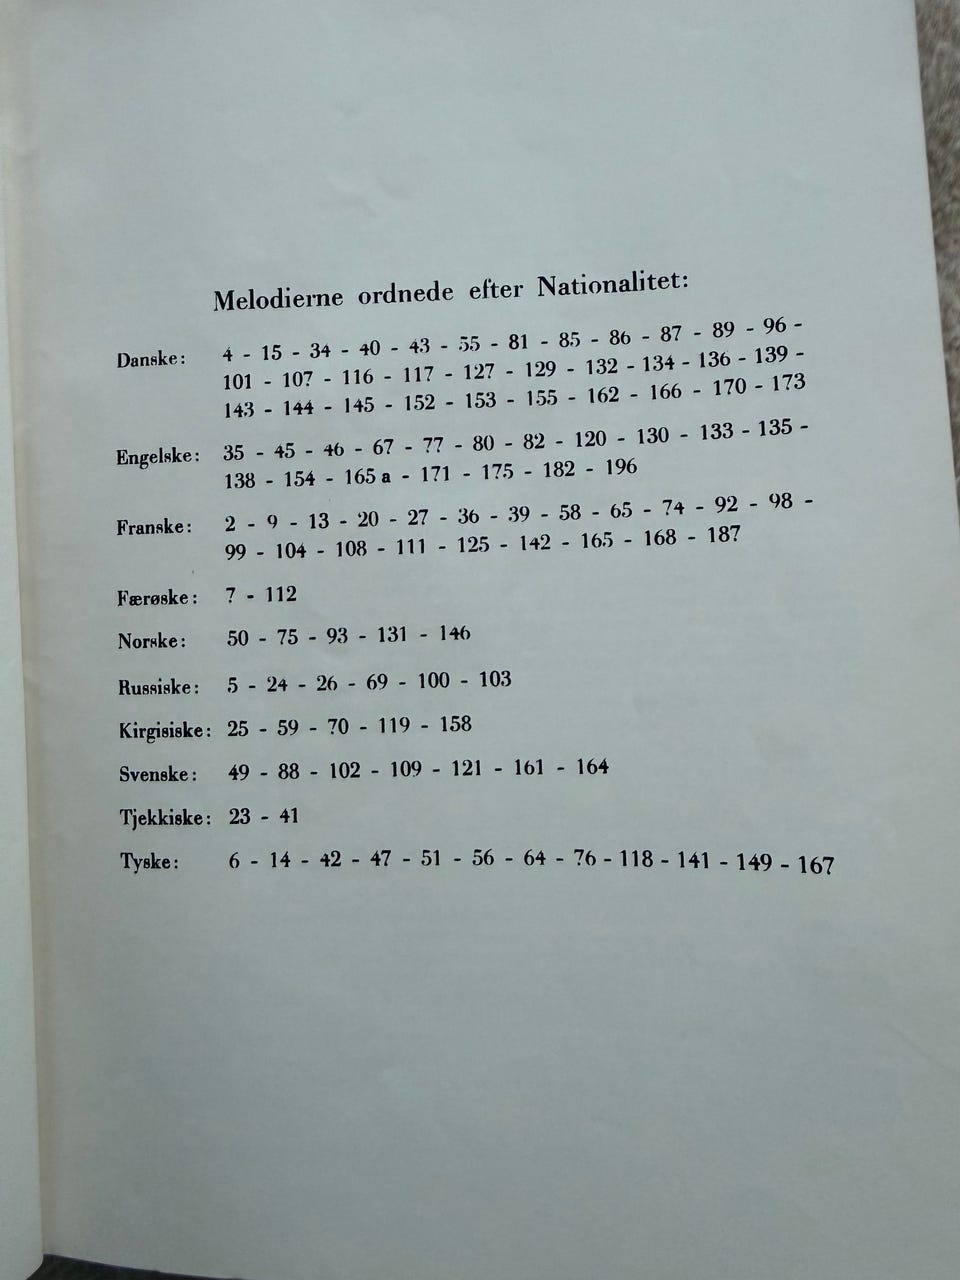 Melodierne ordnede efter Nationalitet:
Danske: 4 - 15 - 34 - 40 - 43 - 55 - 81 - 85 - 86 - 87 - 89 - 96 -
101 - 107 - 116 - 117 - 127 - 129 - 132 - 134 - 136 - 139 -
143 - 144 - 145 - 152 - 153 - 155 - 162 - 166 - 170 - 173
Engelske: 35 - 45 - 46 - 67 - 77 - 80 - 82 - 120 - 130 - 133 - 135 -
138 - 154 - 165 a - 171 - 175 - 182 - 196
Franske: 2 - 9 - 13 - 20 - 27 - 36 - 39 - 58 - 65 - 74 - 92 - 98 -
99 - 104 - 108 - 111 - 125 - 142 - 165 - 168 - 187
Færøske: 7 - 112
Norske: 50 - 75 - 93 - 131 - 146
Russiske: 5 - 24 - 26 - 69 - 100 - 103
Kirgisiske: 25 - 59 - 70 - 119 - 158
Svenske: 49 - 88 - 102 - 109 - 121 - 161 - 164
Tjekkiske: 23 - 41
Tyske: 6 - 14 - 42 - 47 - 51 - 56 - 64 - 76 - 118 - 141 - 149 - 167